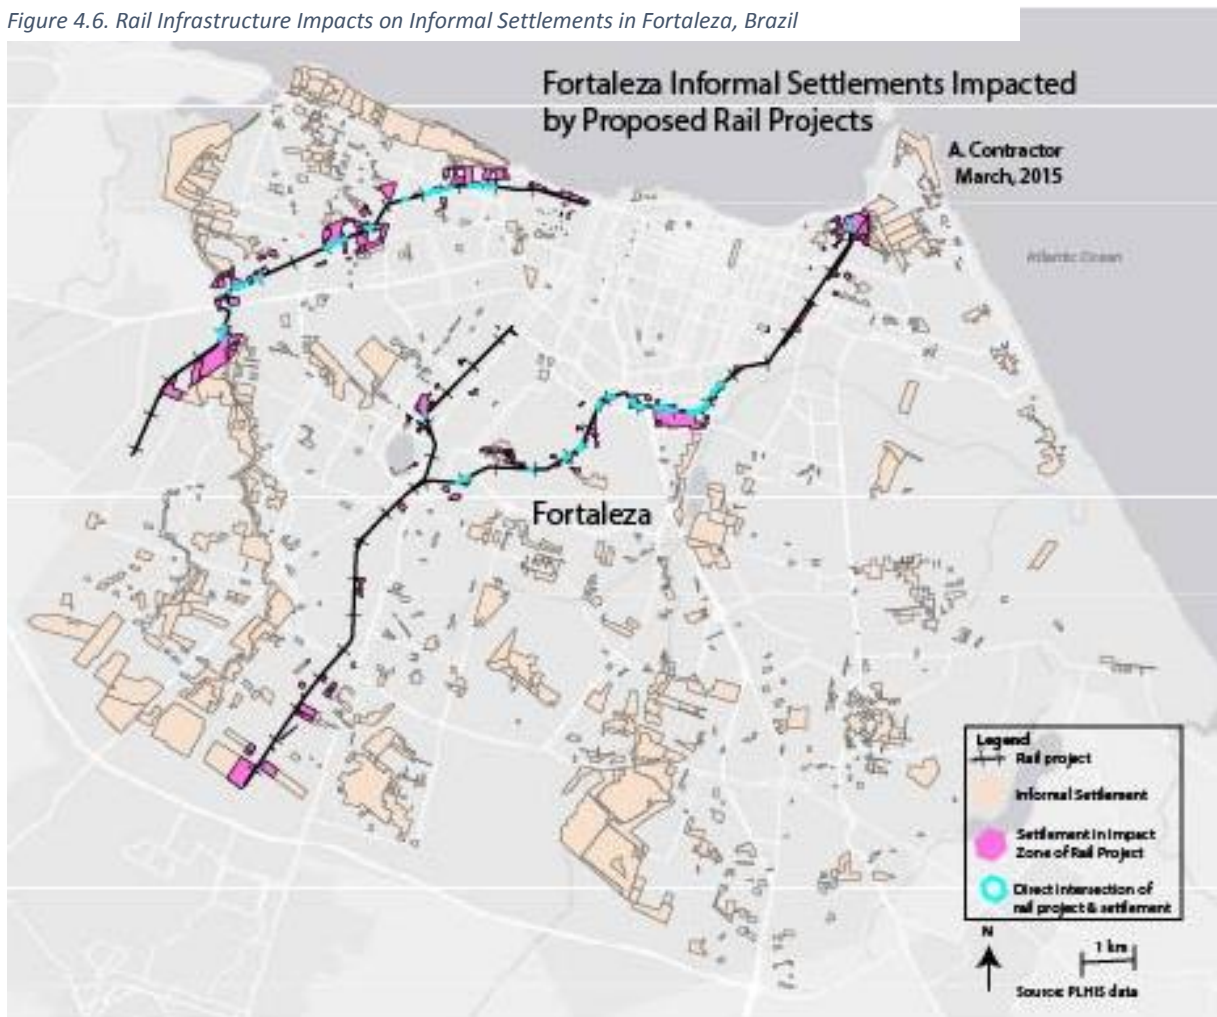 Figure 4.6. Rail Infrastructure Impacts on Informal Settlements in Fortaleza, Brazil
Fortaleza Informal Settlements Impacted
by Proposed Rail Projects
A. Contractor
March, 2015
Atlantic Ocean
Fortaleza
Legend
Rail project
Informal Settlement
Settlement in Impact
Zone of Rail Project
Direct intersection of
rail project & settlement
N
1 km
Source: PLHIS data